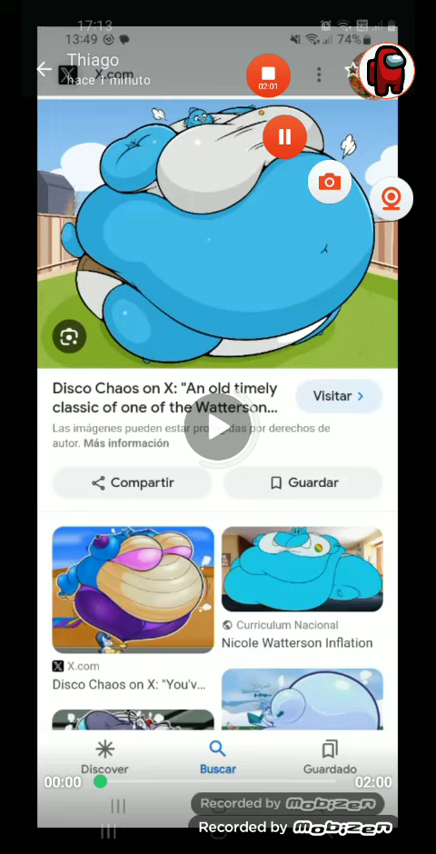 17:13
13:49
74%
Thiago
X.com
hace 1 minuto
02:01
Disco Chaos on X: "An old timely
classic of one of the Watterson...
Visitar
Las imágenes pueden estar protegidas por derechos de
autor. Más información
Compartir
Guardar
X.com
Disco Chaos on X: "You'v...
Curriculum Nacional
Nicole Watterson Inflation
Discover
Buscar
Guardado
00:00
02:00
Recorded by Mobizen
Recorded by Mobizen